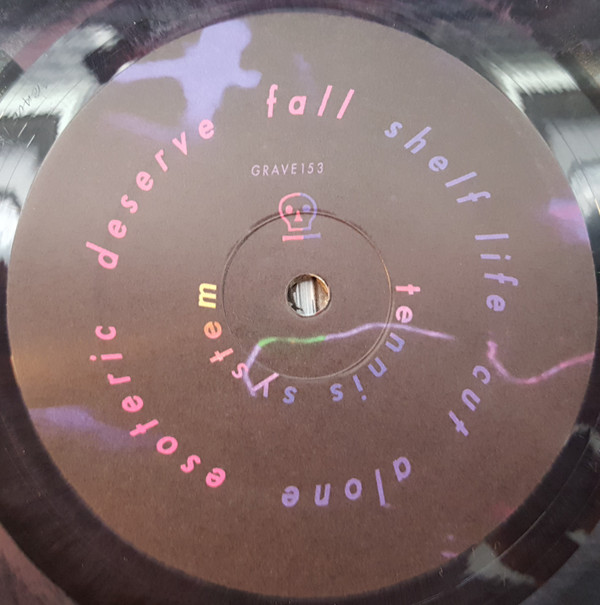 esoteric
deserve
fall
shelf life
cut
alone
GRAVE153
tennis system